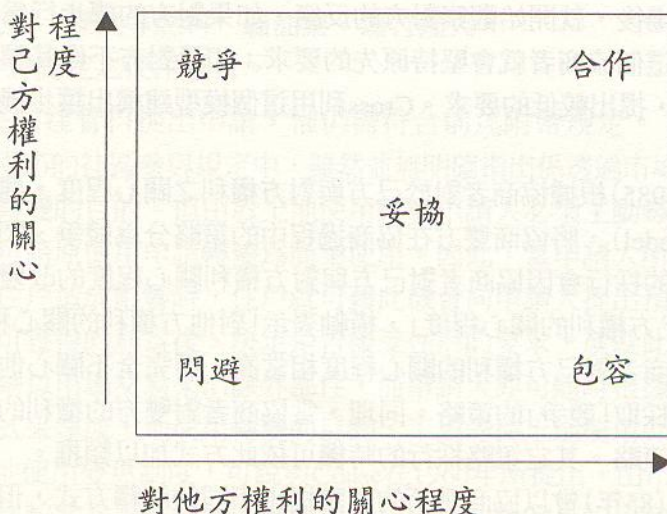 對己方權利的關心
程度
競爭
合作
妥協
閃避
包容
對他方權利的關心程度